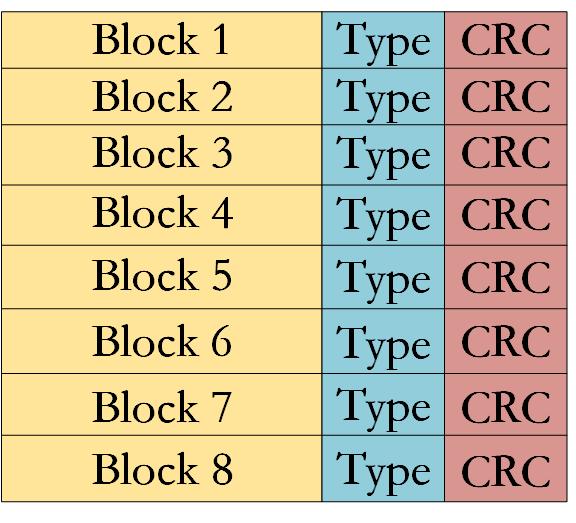 Block 1 Type CRC
Block 2 Type CRC
Block 3 Type CRC
Block 4 Type CRC
Block 5 Type CRC
Block 6 Type CRC
Block 7 Type CRC
Block 8 Type CRC